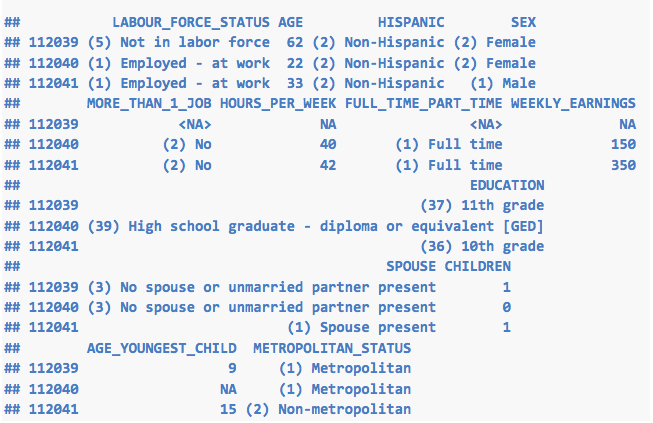 ## LABOUR_FORCE_STATUS AGE HISPANIC SEX
## 112039 (5) Not in labor force 62 (2) Non-Hispanic (2) Female
## 112040 (1) Employed - at work 22 (2) Non-Hispanic (2) Female
## 112041 (1) Employed - at work 33 (2) Non-Hispanic (1) Male
## MORE_THAN_1_JOB HOURS_PER_WEEK FULL_TIME_PART_TIME WEEKLY_EARNINGS
## 112039 <NA> NA <NA> NA
## 112040 (2) No 40 (1) Full time 150
## 112041 (2) No 42 (1) Full time 350
## EDUCATION
## 112039 (37) 11th grade
## 112040 (39) High school graduate - diploma or equivalent [GED]
## 112041 (36) 10th grade
## SPOUSE CHILDREN
## 112039 (3) No spouse or unmarried partner present 1
## 112040 (3) No spouse or unmarried partner present 0
## 112041 (1) Spouse present 1
## AGE_YOUNGEST_CHILD METROPOLITAN_STATUS
## 112039 9 (1) Metropolitan
## 112040 NA (1) Metropolitan
## 112041 15 (2) Non-metropolitan